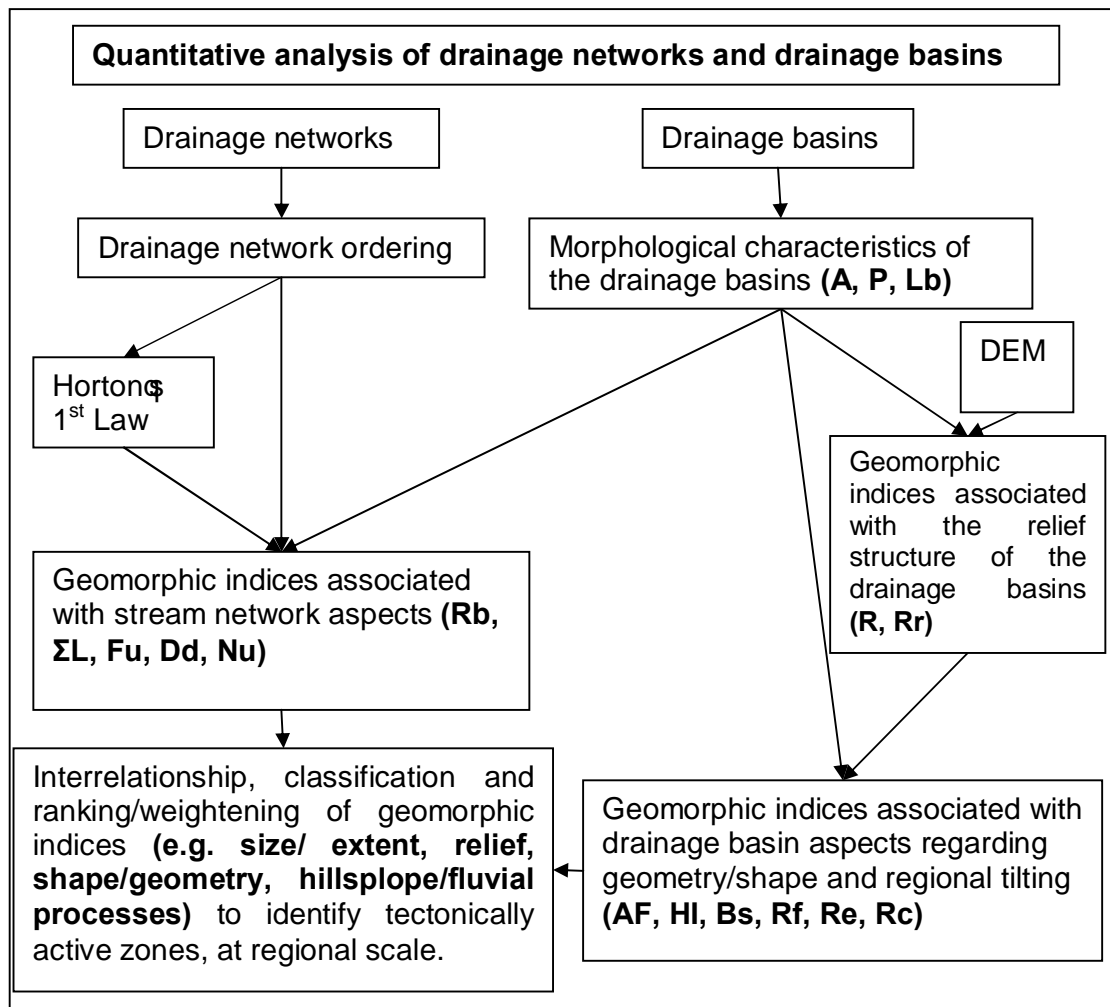 Quantitative analysis of drainage networks and drainage basins
Drainage networks
Drainage basins
Drainage network ordering
Morphological characteristics of
the drainage basins (A, P, Lb)
DEM
Horton's
1st Law
Geomorphic
indices associated
with the relief
structure of the
drainage basins
(R, Rr)
Geomorphic indices associated
with stream network aspects (Rb,
ΣL, Fu, Dd, Nu)
Interrelationship, classification and
ranking/weightening of geomorphic
indices (e.g. size/ extent, relief,
shape/geometry, hillsplope/fluvial
processes) to identify tectonically
active zones, at regional scale.
Geomorphic indices associated with
drainage basin aspects regarding
geometry/shape and regional tilting
(AF, HI, Bs, Rf, Re, Rc)